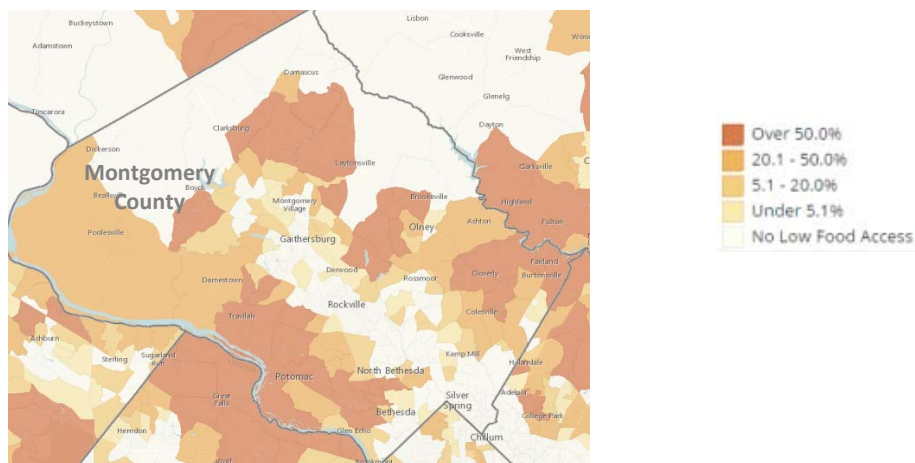 Buckeystown
Lisbon
Adamstown
Cooksville
West
Friendship
Woo
Damascus
Glenwood
Glenelg
Tuscarora
Clarksburg
Dayton
Dickerson
Laytonsville
Clarksville
Montgomery
County
Boyds
Beallsville
Brookeville
Montgomery
Village
Highland
Olney
Ashton
Fulton
Poolesville
Gaithersburg
Derwood
Cloverly
Fairland
Burtonsville
Darnestown
Rossmoor
Rockville
Travilah
Colesville
Ashburn
Sterling
Sugarland
Run
Kemp Mill
Hillandale
Potomac
North Bethesda
Great
Falls
Silver
Spring
Adelphi
Bethesda
College Park
Herndon
Glen Echo
Chillum
Wolf
Brookmont
Over 50.0%
20.1 - 50.0%
5.1 - 20.0%
Under 5.1%
No Low Food Access